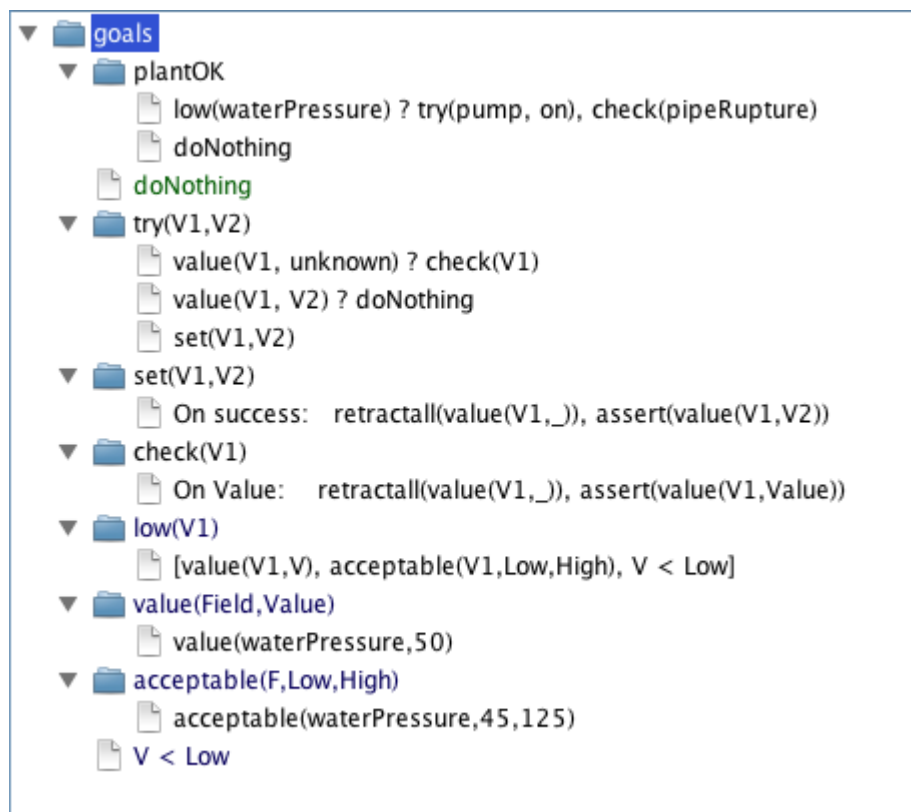 goals
plantOK
low(waterPressure) ? try(pump, on), check(pipeRupture)
doNothing
doNothing
try(V1,V2)
value(V1, unknown) ? check(V1)
value(V1, V2) ? doNothing
set(V1,V2)
set(V1,V2)
On success: retractall(value(V1,_)), assert(value(V1,V2))
check(V1)
On Value: retractall(value(V1,_)), assert(value(V1,Value))
low(V1)
[value(V1,V), acceptable(V1,Low,High), V < Low]
value(Field,Value)
value(waterPressure,50)
acceptable(F,Low,High)
acceptable(waterPressure,45,125)
V < Low